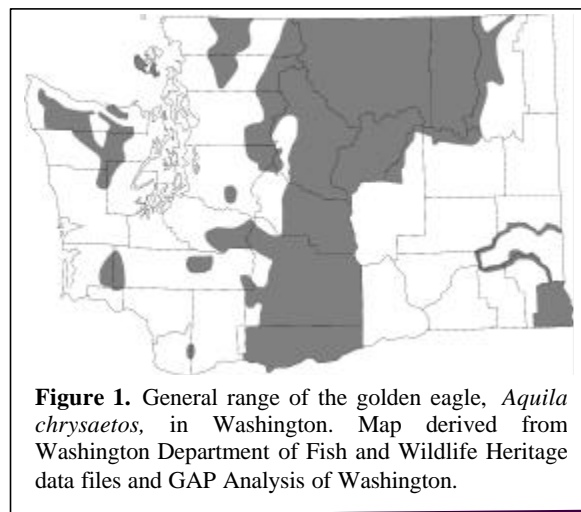 Figure 1. General range of the golden eagle, Aquila
chrysaetos, in Washington. Map derived from
Washington Department of Fish and Wildlife Heritage
data files and GAP Analysis of Washington.